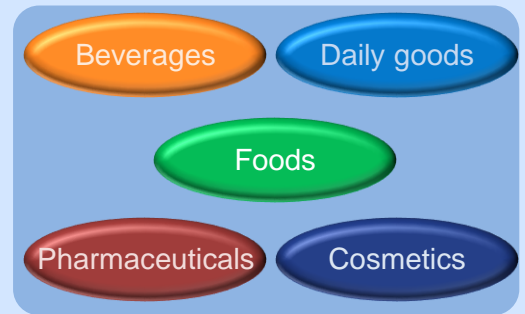 Beverages
Daily goods
Foods
Pharmaceuticals
Cosmetics